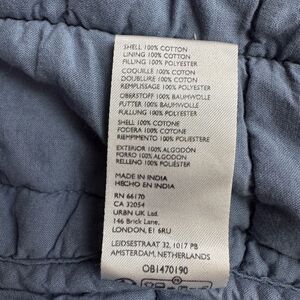 SHELL 100% COTTON
LINING 100% COTTON
FILLING 100% POLYESTER
COQUILLE 100% COTON
DOUBLURE 100% COTON
REMPLISSAGE 100% POLYESTER
OBERSTOFF 100% BAUMWOLLE
FUTTER 100% BAUMWOLLE
FÜLLUNG 100% POLYESTER
SHELL 100% COTONE
FODERA 100% COTONE
RIEMPIMENTO 100% POLIESTERE
EXTERIOR 100% ALGODÓN
FORRO 100% ALGODÓN
RELLENO 100% POLIÉSTER
MADE IN INDIA
HECHO EN INDIA
RN 66170
CA 32054
URBN UK Ltd.
146 Brick Lane,
LONDON, E1 6RU
LEIDSESTRAAT 32, 1017 PB
AMSTERDAM, NETHERLANDS
OB1470190